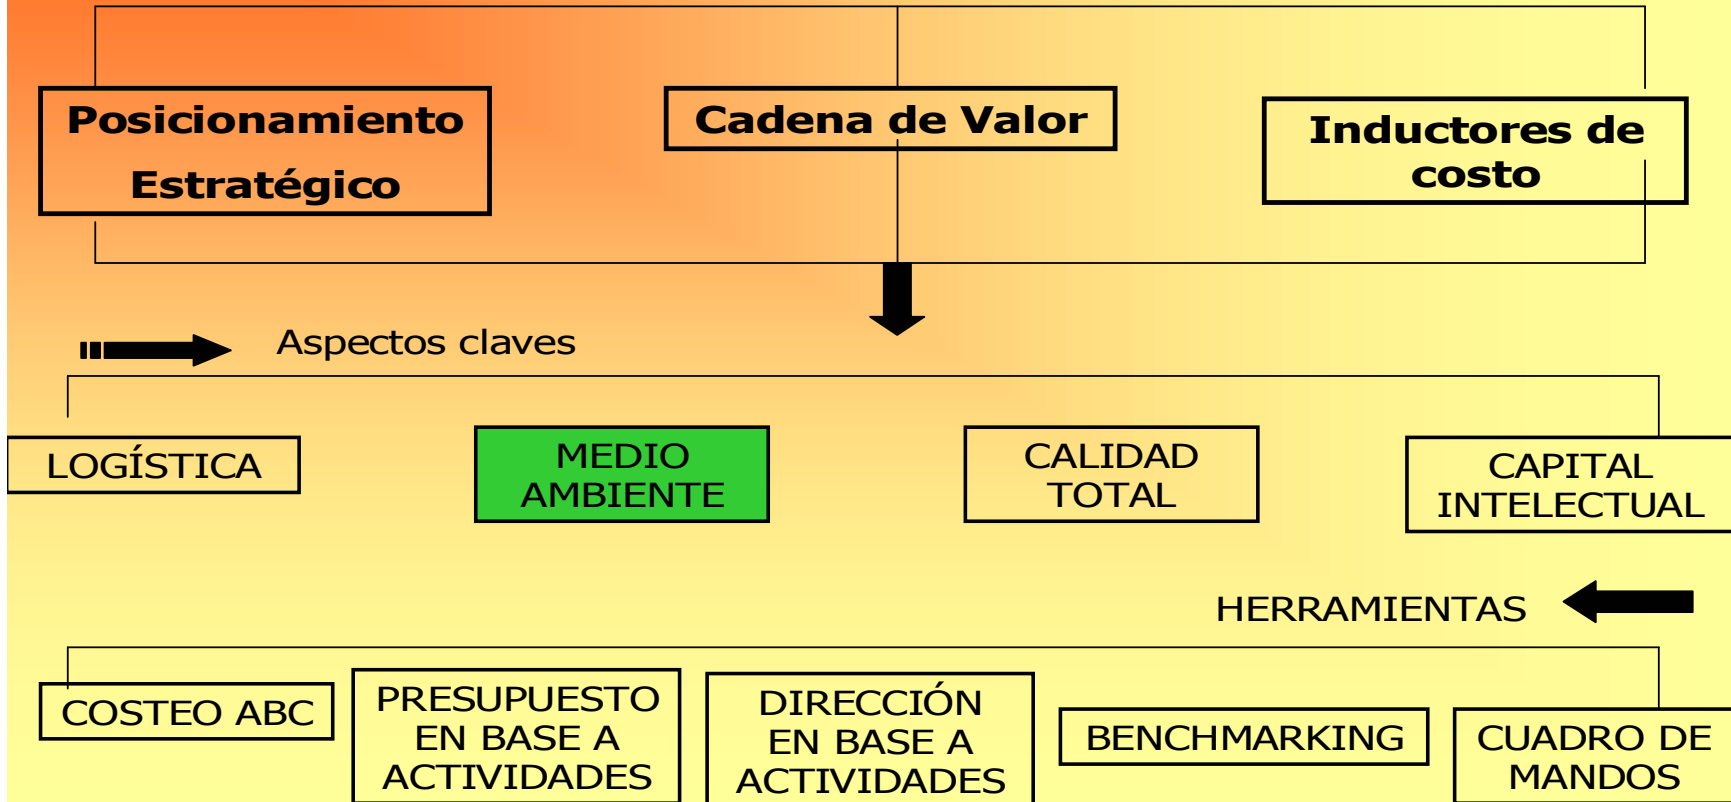 Posicionamiento
Estratégico
Cadena de Valor
Inductores de
costo
Aspectos claves
LOGÍSTICA
MEDIO
AMBIENTE
CALIDAD
TOTAL
CAPITAL
INTELECTUAL
HERRAMIENTAS
COSTEO ABC
PRESUPUESTO
EN BASE A
ACTIVIDADES
DIRECCIÓN
EN BASE A
ACTIVIDADES
BENCHMARKING
CUADRO DE
MANDOS